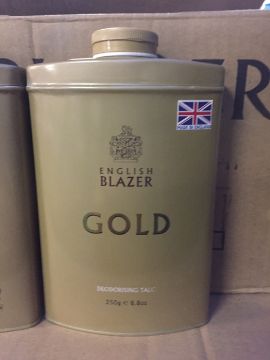 MADE IN ENGLAND
ENGLISH
BLAZER
GOLD
DEODORISING TALC
250g e 8.8oz